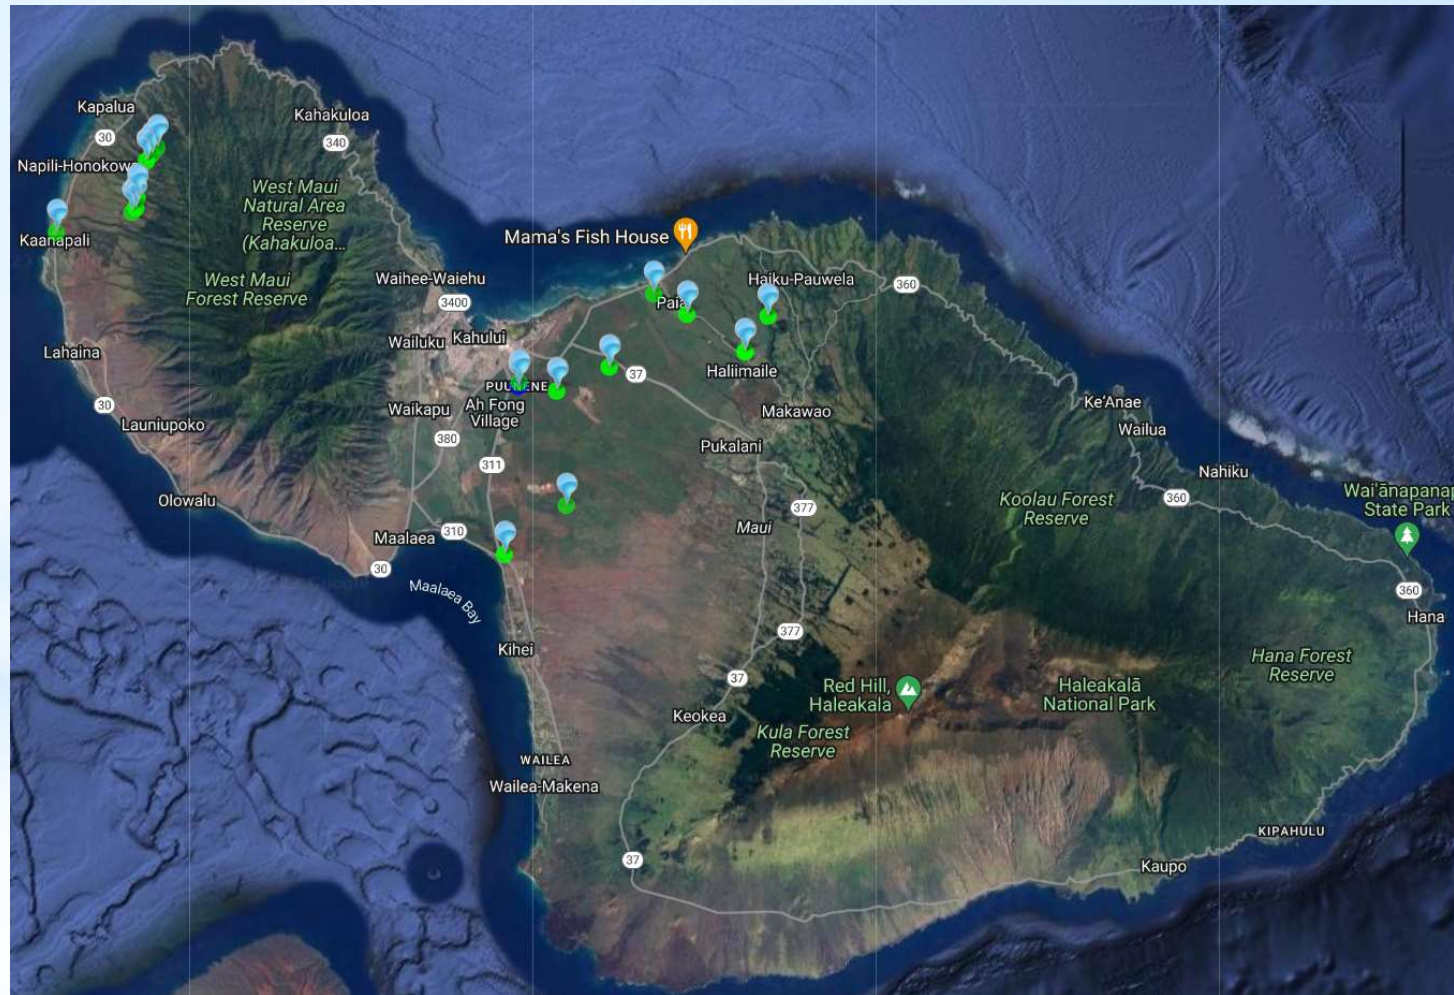 Kapalua
Kahakuloa
30
340
Napili-Honokow
West Maui
Natural Area
Reserve
(Kahakuloa...
Kaanapali
Mama's Fish House
Waihee-Waiehu
Haiku-Pauwela
West Maui
Forest Reserve
360
3400
Paia
Wailuku
Kahului
Lahaina
37
Haliimaile
PUUNENE
30
Waikapu
Ah Fong
Village
Makawao
Ke'Anae
Launiupoko
Wailua
380
Pukalani
311
Nahiku
Olowalu
Koolau Forest
Reserve
360
Wai'ānapanap
State Park
377
Maui
Maalaea
310
30
Maalaea Bay
360
Hana
377
Kihei
Hana Forest
Reserve
37
Red Hill,
Haleakala
Haleakalā
National Park
Keokea
Kula Forest
Reserve
WAILEA
Wailea-Makena
KIPAHULU
37
Kaupo